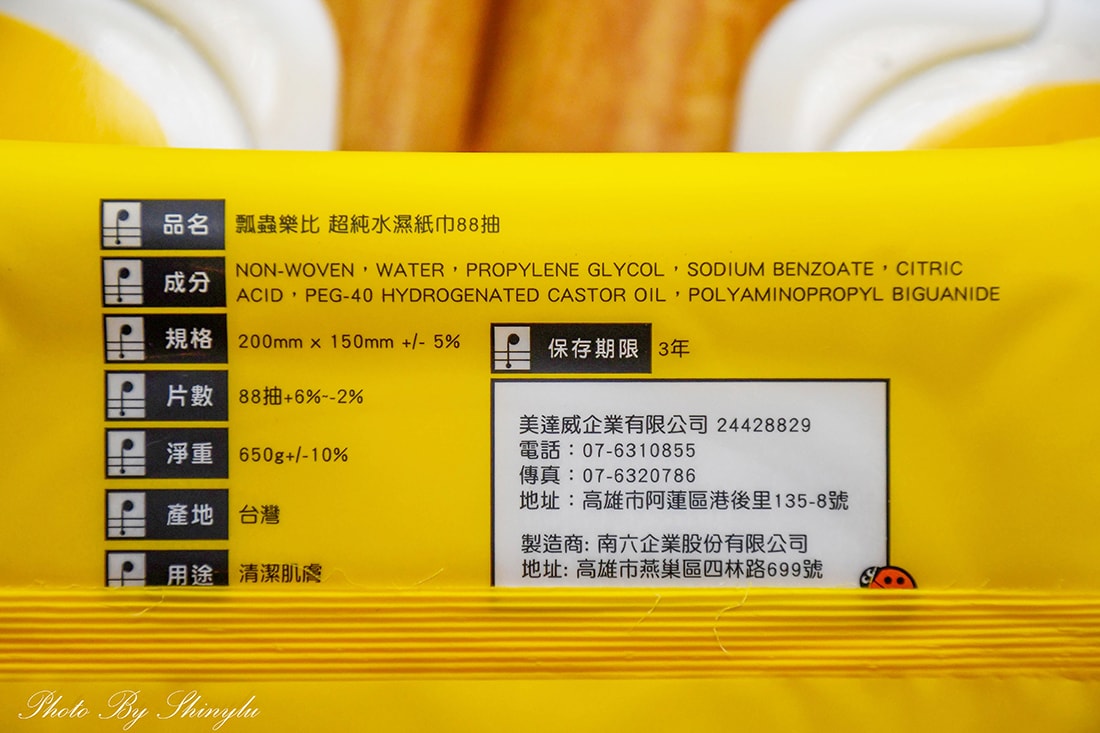 品名 瓢蟲樂比 超純水濕紙巾88抽
成分 NON-WOVEN，WATER，PROPYLENE GLYCOL，SODIUM BENZOATE，CITRIC
ACID，PEG-40 HYDROGENATED CASTOR OIL，POLYAMINOPROPYL BIGUANIDE
規格 200mm x 150mm +/- 5%
保存期限 3年
片數 88抽+6%~-2%
淨重 650g+/-10%
產地 台灣
用途 清潔肌膚
美達威企業有限公司 24428829
電話：07-6310855
傳真：07-6320786
地址：高雄市阿蓮區港後里135-8號
製造商: 南六企業股份有限公司
地址: 高雄市燕巢區四林路699號
Photo By Shinylu